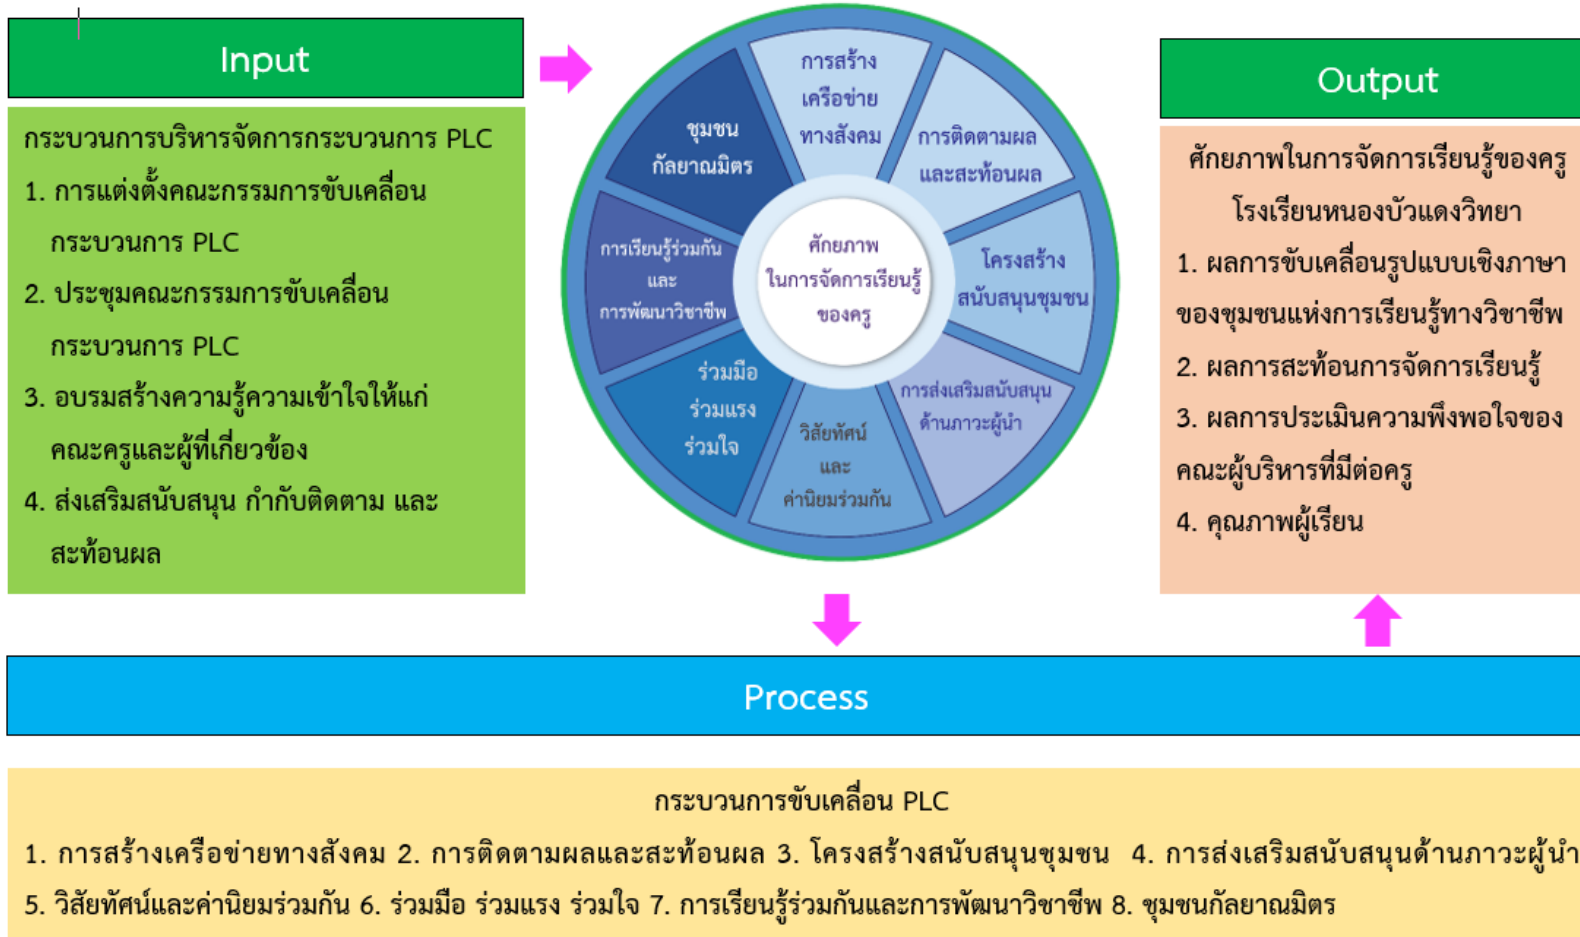 Input
กระบวนการบริหารจัดการกระบวนการ PLC
1. การแต่งตั้งคณะกรรมการขับเคลื่อน
กระบวนการ PLC
2. ประชุมคณะกรรมการขับเคลื่อน
กระบวนการ PLC
3. อบรมสร้างความรู้ความเข้าใจให้แก่
คณะครูและผู้ที่เกี่ยวข้อง
4. ส่งเสริมสนับสนุน กำกับติดตาม และ
สะท้อนผล
การสร้าง
เครือข่าย
ทางสังคม
การติดตามผล
และสะท้อนผล
โครงสร้าง
สนับสนุนชุมชน
การส่งเสริมสนับสนุน
ด้านภาวะผู้นำ
วิสัยทัศน์
และ
ค่านิยมร่วมกัน
ร่วมมือ
ร่วมแรง
ร่วมใจ
การเรียนรู้ร่วมกัน
และ
การพัฒนาวิชาชีพ
ชุมชน
กัลยาณมิตร
ศักยภาพ
ในการจัดการเรียนรู้
ของครู
Output
ศักยภาพในการจัดการเรียนรู้ของครู
โรงเรียนหนองบัวแดงวิทยา
1. ผลการขับเคลื่อนรูปแบบเชิงภาษา
ของชุมชนแห่งการเรียนรู้ทางวิชาชีพ
2. ผลการสะท้อนการจัดการเรียนรู้
3. ผลการประเมินความพึงพอใจของ
คณะผู้บริหารที่มีต่อครู
4. คุณภาพผู้เรียน
Process
กระบวนการขับเคลื่อน PLC
1. การสร้างเครือข่ายทางสังคม 2. การติดตามผลและสะท้อนผล 3. โครงสร้างสนับสนุนชุมชน 4. การส่งเสริมสนับสนุนด้านภาวะผู้นำ
5. วิสัยทัศน์และค่านิยมร่วมกัน 6. ร่วมมือ ร่วมแรง ร่วมใจ 7. การเรียนรู้ร่วมกันและการพัฒนาวิชาชีพ 8. ชุมชนกัลยาณมิตร